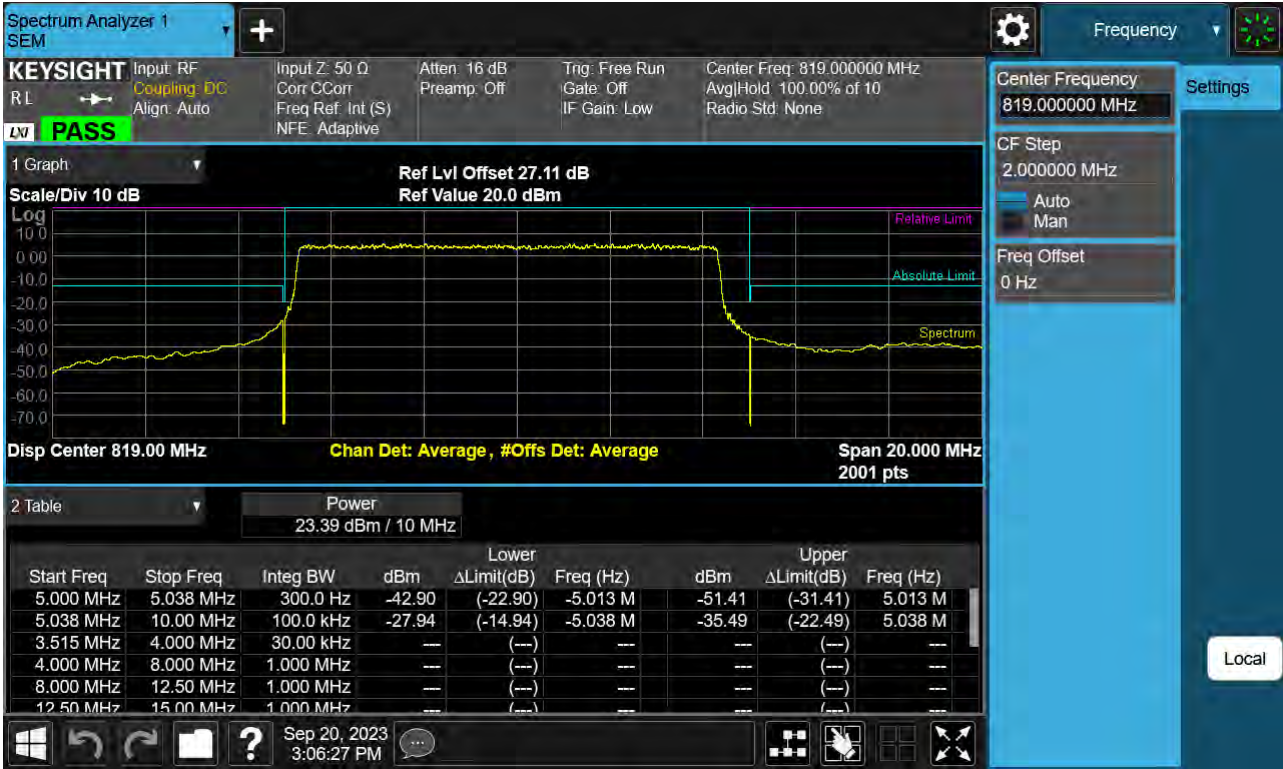 Spectrum Analyzer 1
SEM
Frequency
KEYSIGHT
R L
LXI
PASS
Input: RF
Coupling: DC
Align: Auto
Input Z: 50 Ω
Corr CCorr
Freq Ref: Int (S)
NFE: Adaptive
Atten: 16 dB
Preamp: Off
Trig: Free Run
Gate: Off
IF Gain: Low
Center Freq: 819.000000 MHz
Avg|Hold: 100.00% of 10
Radio Std: None
Center Frequency
819.000000 MHz
Settings
CF Step
2.000000 MHz
Auto
Man
Freq Offset
0 Hz
Local
1 Graph
Scale/Div 10 dB
Ref Lvl Offset 27.11 dB
Ref Value 20.0 dBm
Log
10.0
0.00
-10.0
-20.0
-30.0
-40.0
-50.0
-60.0
-70.0
Relative Limit
Absolute Limit
Spectrum
Disp Center 819.00 MHz
Chan Det: Average , #Offs Det: Average
Span 20.000 MHz
2001 pts
2 Table
Power
23.39 dBm / 10 MHz
Lower Upper
Start Freq Stop Freq Integ BW dBm ΔLimit(dB) Freq (Hz) dBm ΔLimit(dB) Freq (Hz)
5.000 MHz 5.038 MHz 300.0 Hz -42.90 (-22.90) -5.013 M -51.41 (-31.41) 5.013 M
5.038 MHz 10.00 MHz 100.0 kHz -27.94 (-14.94) -5.038 M -35.49 (-22.49) 5.038 M
3.515 MHz 4.000 MHz 30.00 kHz --- (---) --- --- (---) ---
4.000 MHz 8.000 MHz 1.000 MHz --- (---) --- --- (---) ---
8.000 MHz 12.50 MHz 1.000 MHz --- (---) --- --- (---) ---
12.50 MHz 15.00 MHz 1.000 MHz --- (---) --- --- (---) ---
?
Sep 20, 2023
3:06:27 PM